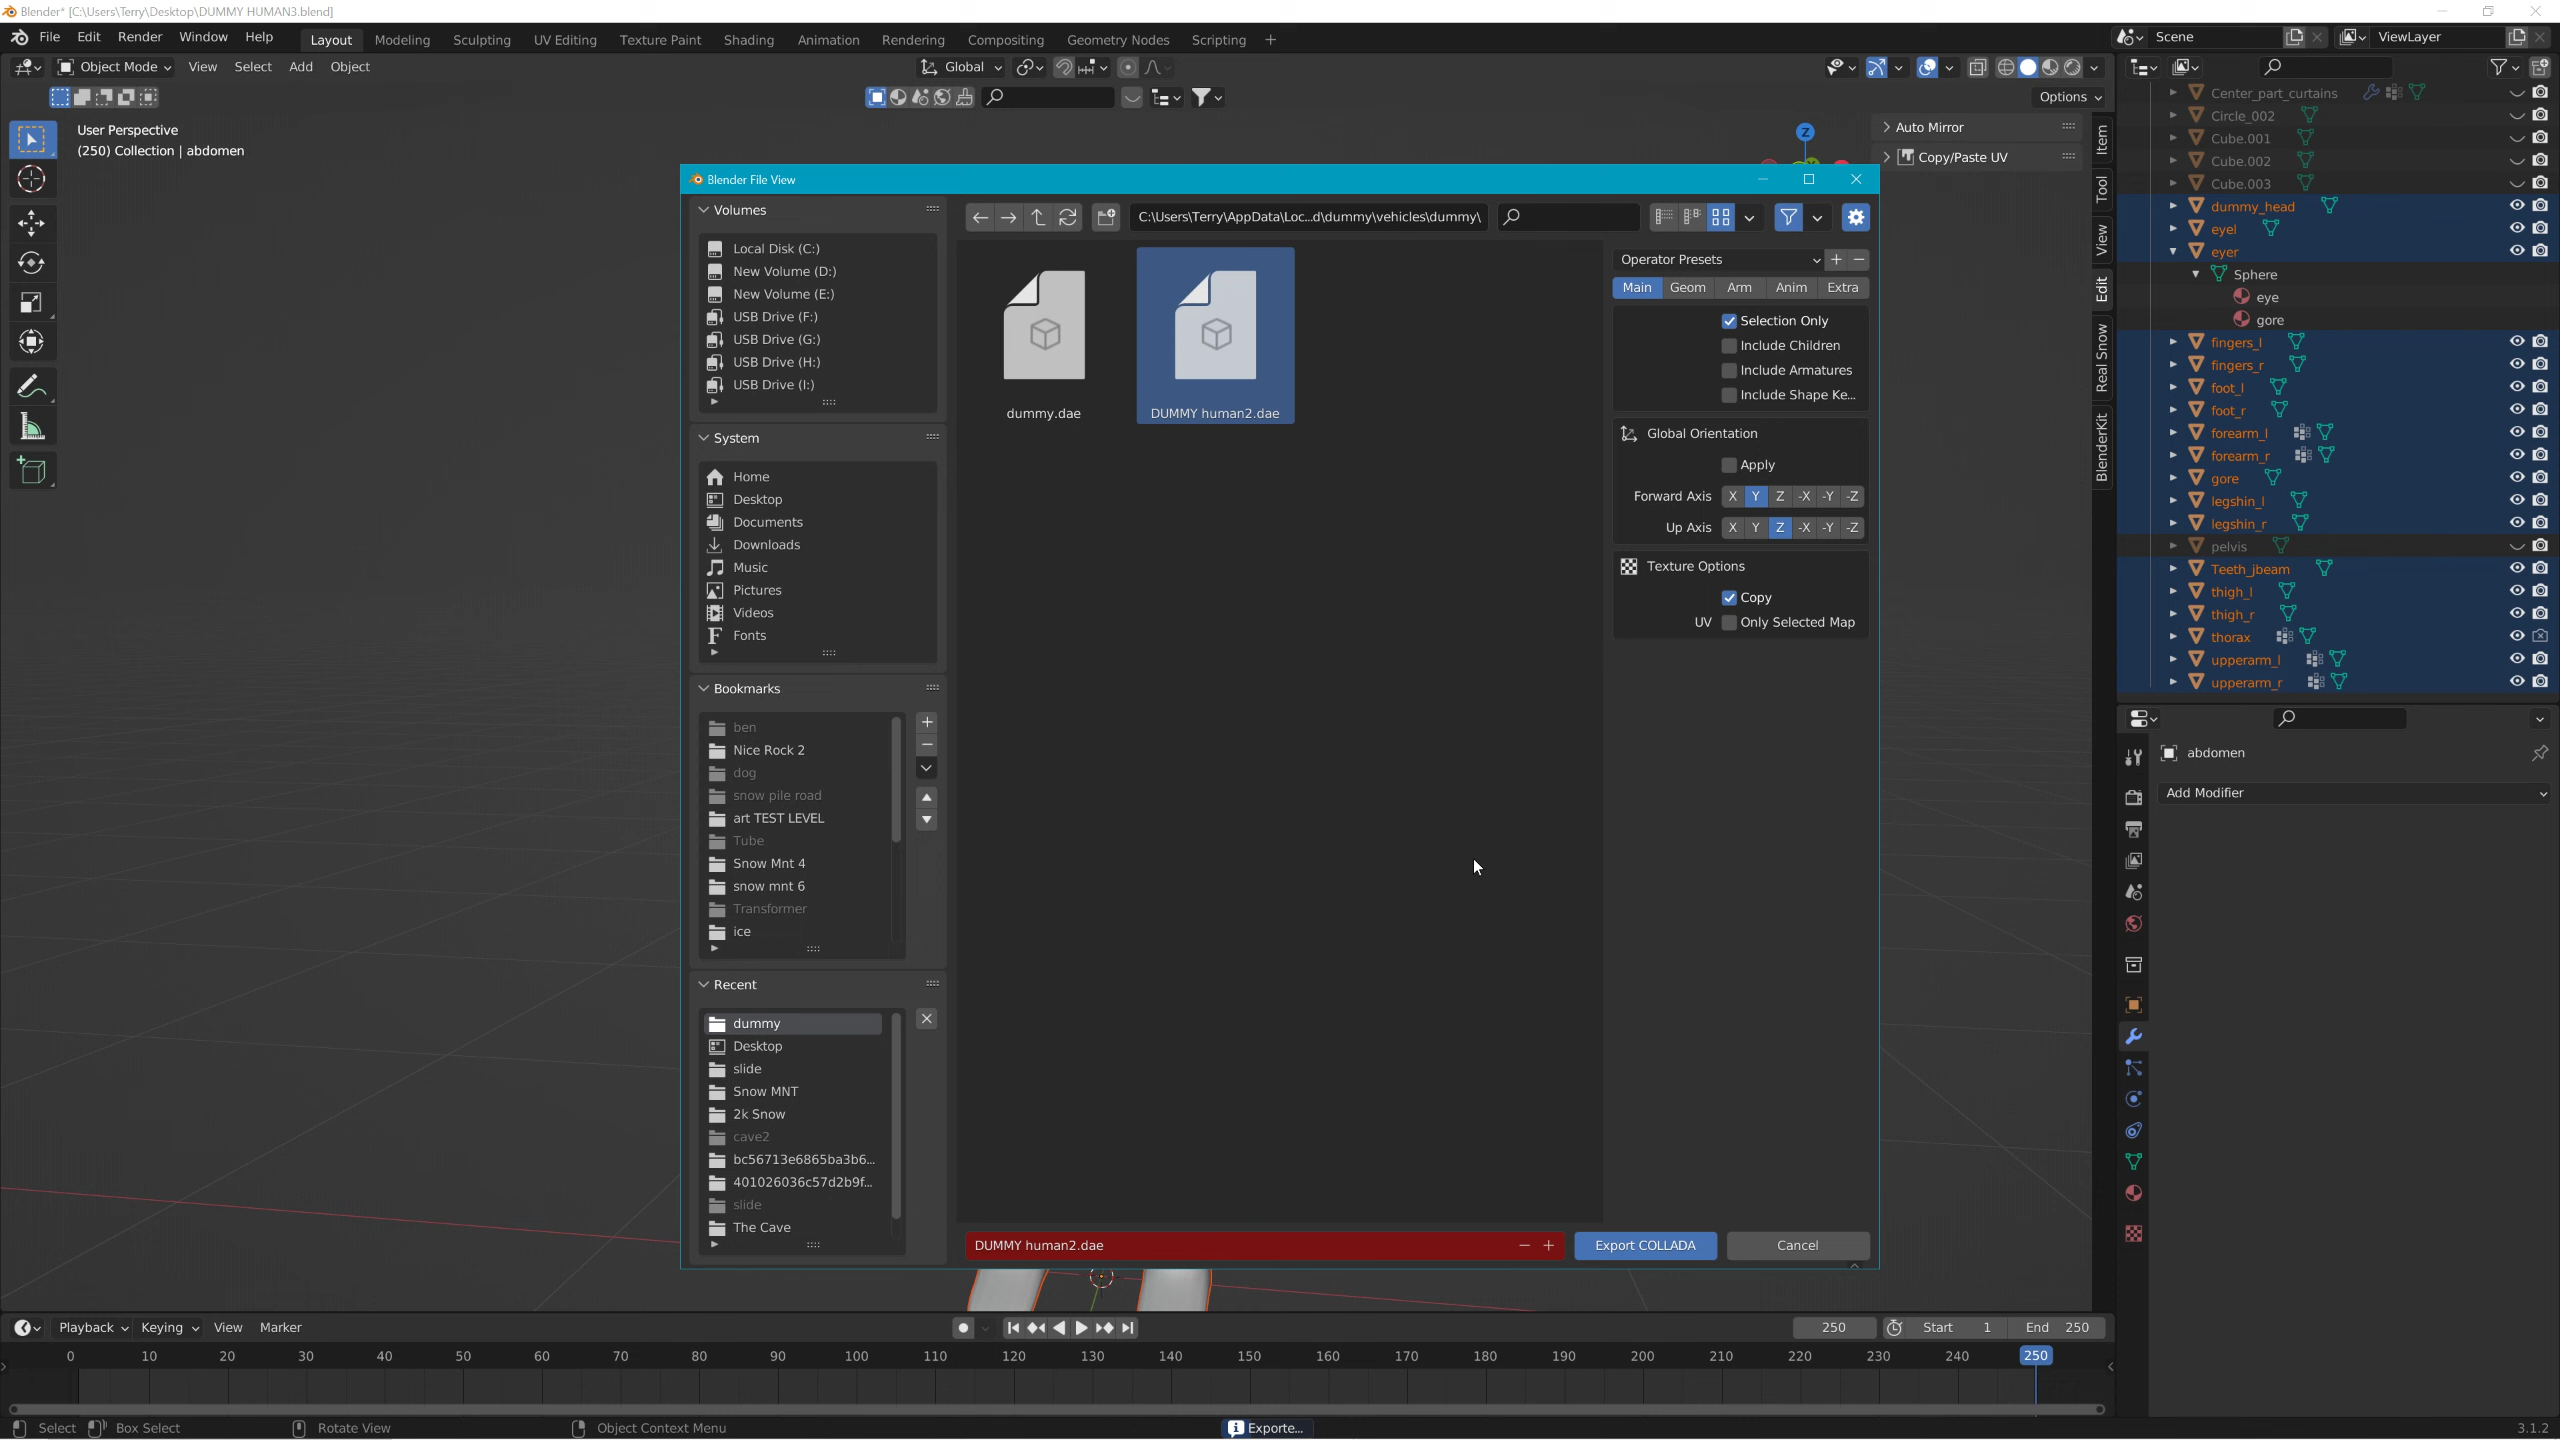 Blender* [C:\Users\Terry\Desktop\DUMMY HUMAN3.blend]
File Edit Render Window Help Layout Modeling Sculpting UV Editing Texture Paint Shading Animation Rendering Compositing Geometry Nodes Scripting + Scene ViewLayer
Object Mode View Select Add Object Global
Options
User Perspective
(250) Collection | abdomen
Z
Auto Mirror
Copy/Paste UV
Item
Tool
View
Edit
Real Snow
BlenderKit
Blender File View
Volumes
Local Disk (C:)
New Volume (D:)
New Volume (E:)
USB Drive (F:)
USB Drive (G:)
USB Drive (H:)
USB Drive (I:)
System
Home
Desktop
Documents
Downloads
Music
Pictures
Videos
Fonts
Bookmarks
ben
Nice Rock 2
dog
snow pile road
art TEST LEVEL
Tube
Snow Mnt 4
snow mnt 6
Transformer
ice
Recent
dummy
Desktop
slide
Snow MNT
2k Snow
cave2
bc56713e6865ba3b6...
401026036c57d2b9f...
slide
The Cave
C:\Users\Terry\AppData\Loc...d\dummy\vehicles\dummy\
dummy.dae
DUMMY human2.dae
Operator Presets
Main Geom Arm Anim Extra
Selection Only
Include Children
Include Armatures
Include Shape Ke...
Global Orientation
Apply
Forward Axis X Y Z -X -Y -Z
Up Axis X Y Z -X -Y -Z
Texture Options
Copy
UV Only Selected Map
DUMMY human2.dae
Export COLLADA
Cancel
Center_part_curtains
Circle_002
Cube.001
Cube.002
Cube.003
dummy_head
eyel
eyer
Sphere
eye
gore
fingers_l
fingers_r
foot_l
foot_r
forearm_l
forearm_r
gore
legshin_l
legshin_r
pelvis
Teeth_jbeam
thigh_l
thigh_r
thorax
upperarm_l
upperarm_r
abdomen
Add Modifier
Playback Keying View Marker 250 Start 1 End 250
0 10 20 30 40 50 60 70 80 90 100 110 120 130 140 150 160 170 180 190 200 210 220 230 240 250
Select Box Select Rotate View Object Context Menu Exporte... 3.1.2